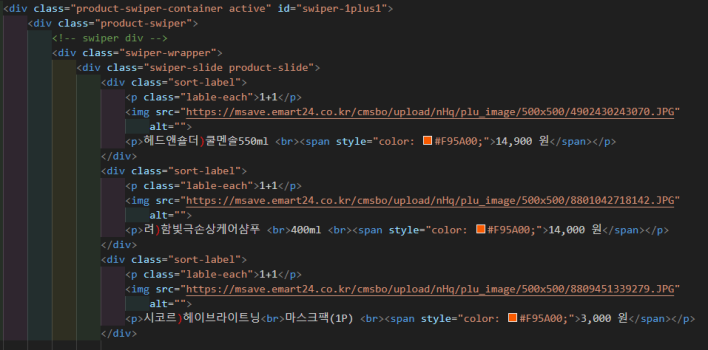 <div class="product-swiper-container active" id="swiper-1plus1">
<div class="product-swiper">
<!-- swiper div -->
<div class="swiper-wrapper">
<div class="swiper-slide product-slide">
<div class="sort-label">
<p class="lable-each">1+1</p>
<img src="https://msave.emart24.co.kr/cmsbo/upload/nHq/plu_image/500x500/4902430243070.JPG"
alt="">
<p>헤드앤숄더)쿨멘솔550ml <br><span style="color: #F95A00;">14,900 원</span></p>
</div>
<div class="sort-label">
<p class="lable-each">1+1</p>
<img src="https://msave.emart24.co.kr/cmsbo/upload/nHq/plu_image/500x500/8801042718142.JPG"
alt="">
<p>려)함빛극손상케어샴푸 <br>400ml <br><span style="color: #F95A00;">14,000 원</span></p>
</div>
<div class="sort-label">
<p class="lable-each">1+1</p>
<img src="https://msave.emart24.co.kr/cmsbo/upload/nHq/plu_image/500x500/8809451339279.JPG"
alt="">
<p>시코르)헤이브라이트닝<br>마스크팩(1P) <br><span style="color: #F95A00;">3,000 원</span></p>
</div>